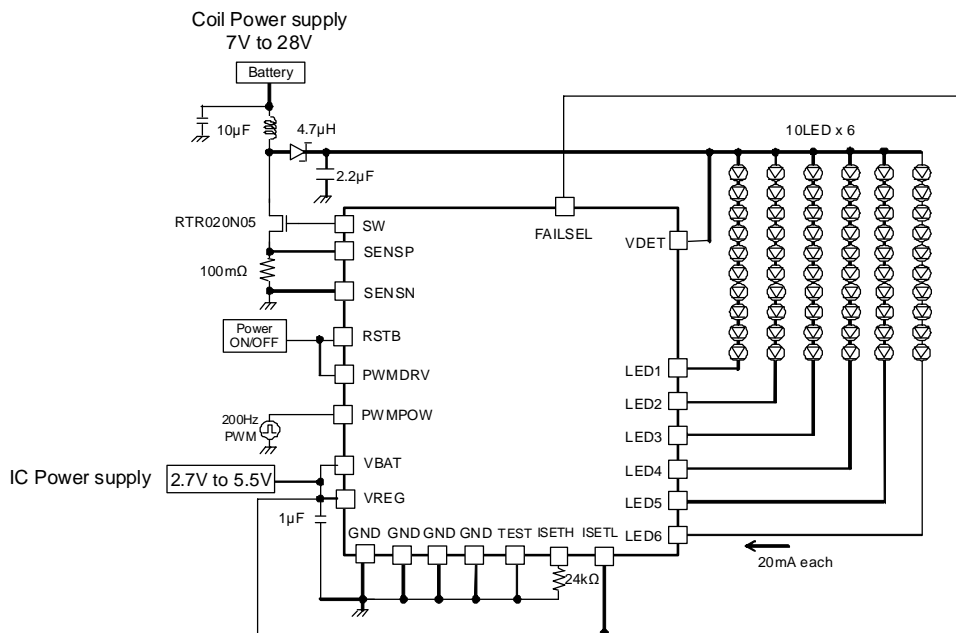 Coil Power supply
7V to 28V
Battery
10µF
4.7µH
10LED x 6
2.2µF
RTR020N05
SW
FAILSEL
VDET
SENSP
100mΩ
SENSN
Power
ON/OFF
RSTB
PWMDRV
LED1
200Hz
PWM
PWMPOW
LED2
LED3
IC Power supply
2.7V to 5.5V
VBAT
LED4
VREG
LED5
1µF
GND
GND
GND
GND
TEST
ISETH
ISETL
LED6
24kΩ
20mA each